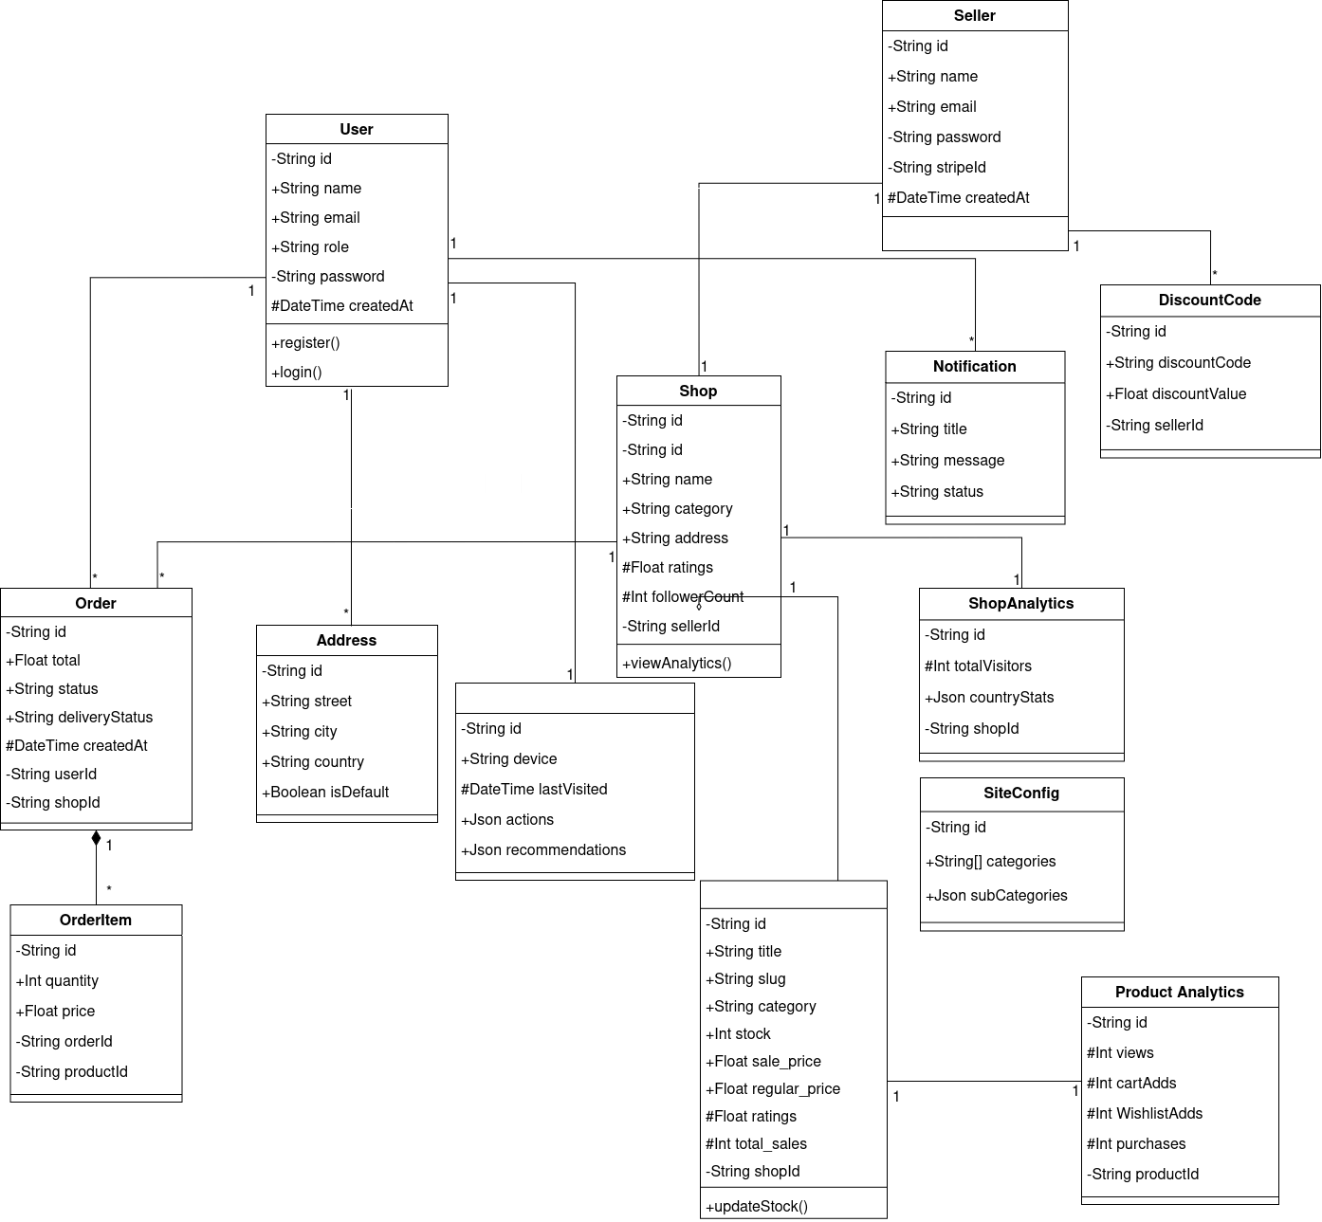 Seller
-String id
+String name
+String email
-String password
-String stripeId
#DateTime createdAt
1
1
User
-String id
+String name
+String email
+String role
-String password
#DateTime createdAt
+register()
+login()
1
1
1
1
*
DiscountCode
-String id
+String discountCode
+Float discountValue
-String sellerId
*
Notification
-String id
+String title
+String message
+String status
1
Shop
-String id
-String id
+String name
+String category
+String address
#Float ratings
#Int followerCount
-String sellerId
+viewAnalytics()
1
1
1
*
*
Order
-String id
+Float total
+String status
+String deliveryStatus
#DateTime createdAt
-String userId
-String shopId
1
*
Address
-String id
+String street
+String city
+String country
+Boolean isDefault
1
-String id
+String device
#DateTime lastVisited
+Json actions
+Json recommendations
1
ShopAnalytics
-String id
#Int totalVisitors
+Json countryStats
-String shopId
SiteConfig
-String id
+String[] categories
+Json subCategories
*
OrderItem
-String id
+Int quantity
+Float price
-String orderId
-String productId
-String id
+String title
+String slug
+String category
+Int stock
+Float sale_price
+Float regular_price
#Float ratings
#Int total_sales
-String shopId
+updateStock()
1
1
Product Analytics
-String id
#Int views
#Int cartAdds
#Int WishlistAdds
#Int purchases
-String productId